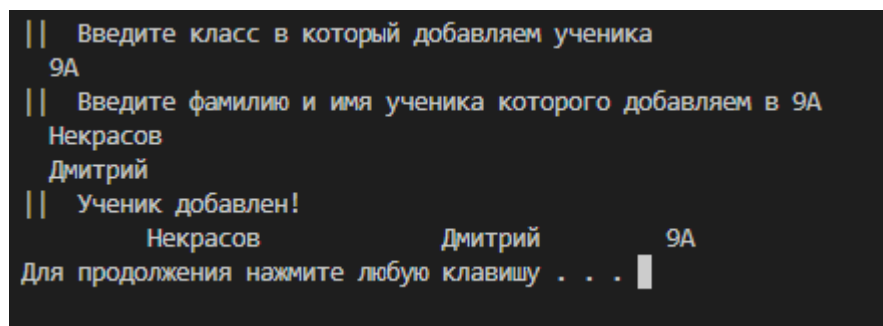 ||  Введите класс в который добавляем ученика
9А
||  Введите фамилию и имя ученика которого добавляем в 9А
Некрасов
Дмитрий
||  Ученик добавлен!
Некрасов Дмитрий 9А
Для продолжения нажмите любую клавишу . . .